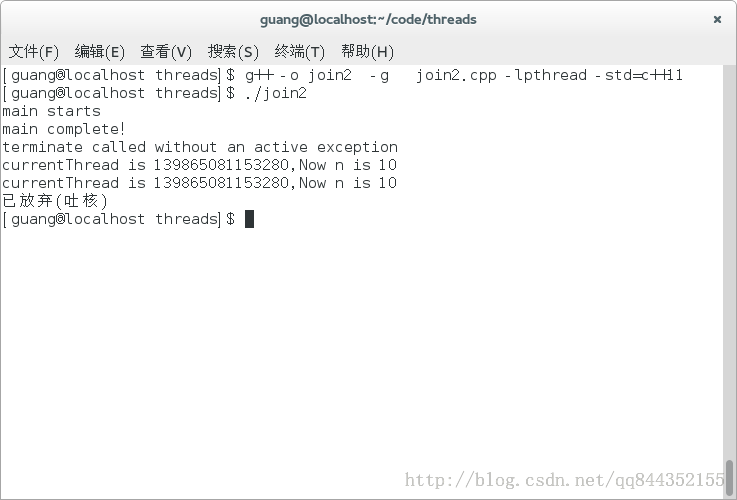 guang@localhost:~/code/threads ×
文件(F) 编辑(E) 查看(V) 搜索(S) 终端(T) 帮助(H)
[guang@localhost threads]$ g++ -o join2 -g join2.cpp -lpthread -std=c++11
[guang@localhost threads]$ ./join2
main starts
main complete!
terminate called without an active exception
currentThread is 139865081153280,Now n is 10
currentThread is 139865081153280,Now n is 10
已放弃(吐核)
[guang@localhost threads]$
http://blog.csdn.net/qq844352155